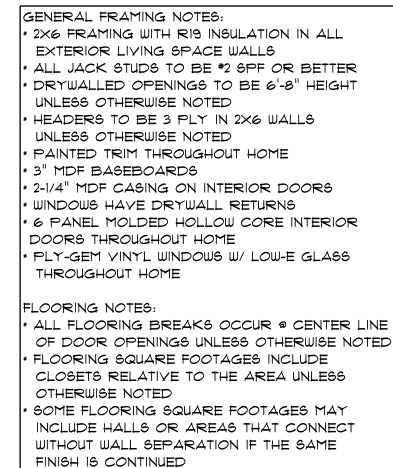 GENERAL FRAMING NOTES:
• 2X6 FRAMING WITH R19 INSULATION IN ALL
EXTERIOR LIVING SPACE WALLS
• ALL JACK STUDS TO BE #2 SPF OR BETTER
• DRYWALLED OPENINGS TO BE 6'-8" HEIGHT
UNLESS OTHERWISE NOTED
• HEADERS TO BE 3 PLY IN 2X6 WALLS
UNLESS OTHERWISE NOTED
• PAINTED TRIM THROUGHOUT HOME
• 3" MDF BASEBOARDS
• 2-1/4" MDF CASING ON INTERIOR DOORS
• WINDOWS HAVE DRYWALL RETURNS
• 6 PANEL MOLDED HOLLOW CORE INTERIOR
DOORS THROUGHOUT HOME
• PLY-GEM VINYL WINDOWS W/ LOW-E GLASS
THROUGHOUT HOME
FLOORING NOTES:
• ALL FLOORING BREAKS OCCUR @ CENTER LINE
OF DOOR OPENINGS UNLESS OTHERWISE NOTED
• FLOORING SQUARE FOOTAGES INCLUDE
CLOSETS RELATIVE TO THE AREA UNLESS
OTHERWISE NOTED
• SOME FLOORING SQUARE FOOTAGES MAY
INCLUDE HALLS OR AREAS THAT CONNECT
WITHOUT WALL SEPARATION IF THE SAME
FINISH IS CONTINUED